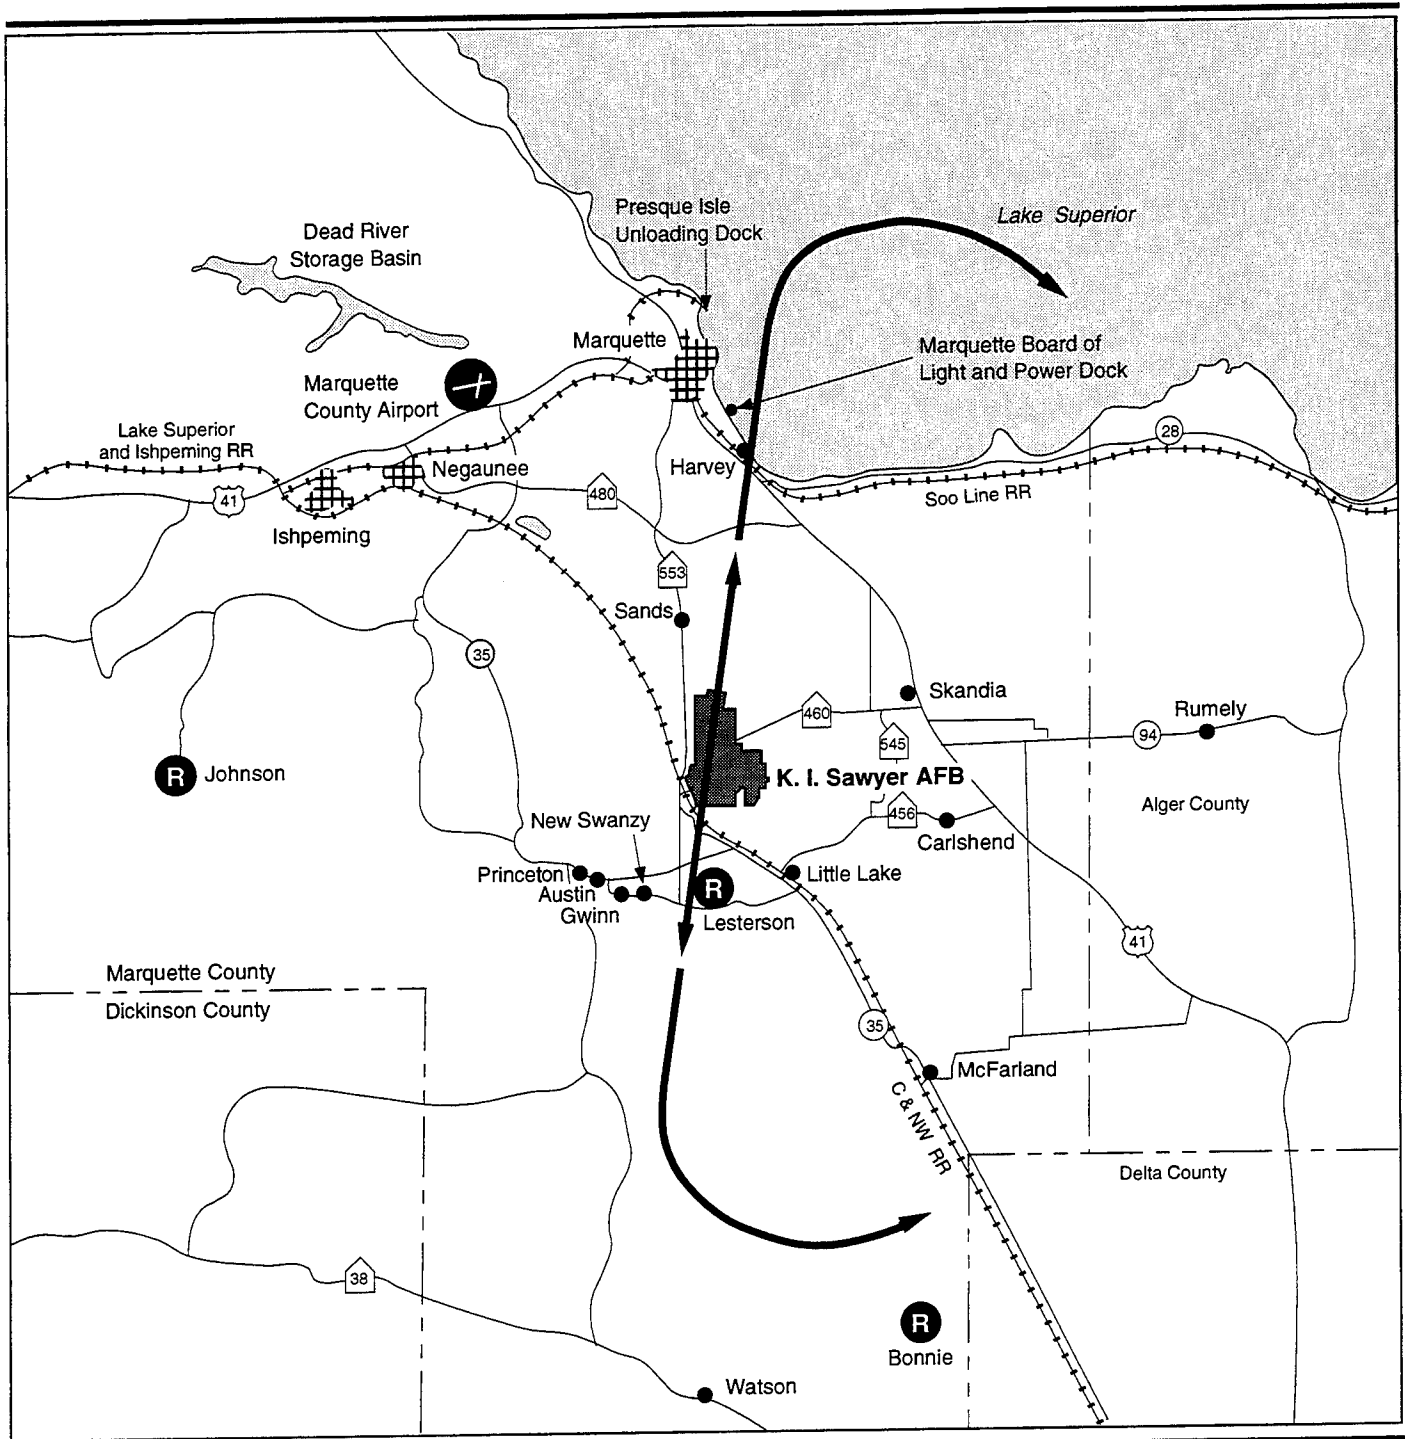 Lake Superior
Presque Isle
Unloading Dock
Dead River
Storage Basin
Marquette
Marquette Board of
Light and Power Dock
Marquette
County Airport
Lake Superior
and Ishpeming RR
28
Harvey
Negaunee
41
480
Soo Line RR
Ishpeming
553
Sands
35
Skandia
460
Rumely
545
94
R Johnson
K. I. Sawyer AFB
Alger County
New Swanzy
456
Carlshend
Princeton
Little Lake
Austin
R
Gwinn
Lesterson
41
Marquette County
Dickinson County
35
McFarland
C & NW RR
Delta County
38
R
Bonnie
Watson